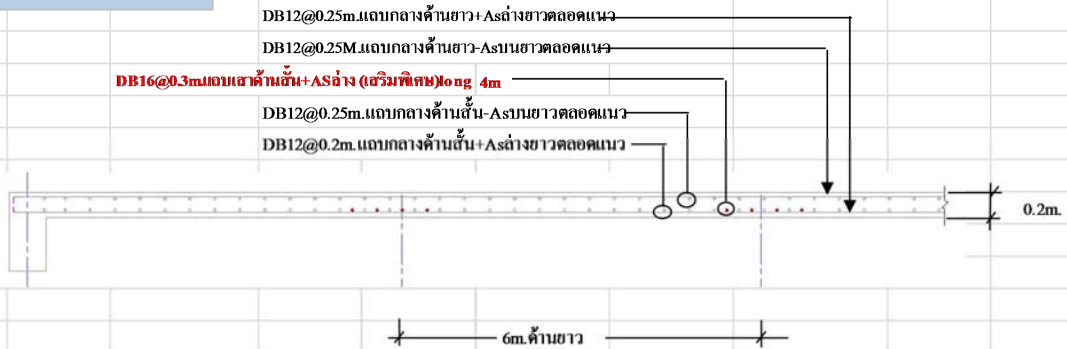 DB12@0.25m.แถบกลางด้านยาว+Asล่างยาวตลอดแนว
DB12@0.25M.แถบกลางด้านยาว-Asบนยาวตลอดแนว
DB16@0.3m.แถบเสาด้านสั้น+ASล่าง (เสริมพิเศษ)long 4m
DB12@0.25m.แถบกลางด้านสั้น-Asบนยาวตลอดแนว
DB12@0.2m.แถบกลางด้านสั้น+Asล่างยาวตลอดแนว
0.2m.
6m.ด้านยาว